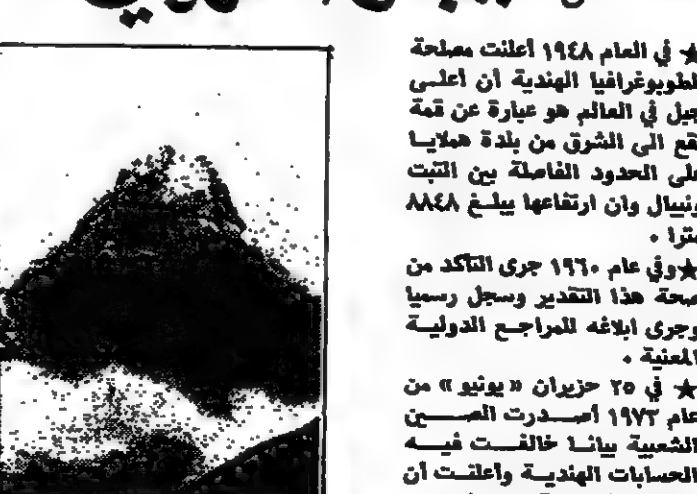 ★ في العام ١٩٤٨ أعلنت مصلحة
الطوبوغرافيا الهندية أن أعلى
جبل في العالم هو عبارة عن قمة
تقع الى الشرق من بلدة هملايا
على الحدود الفاصلة بين التبت
ونيبال وان ارتفاعها يبلغ ٨٨٤٨
مترا ٠
★ وفي عام ١٩٦٠ جرى التأكد من
صحة هذا التقدير وسجل رسميا
وجرى ابلاغه للمراجع الدولية
المعنية ٠
★ في ٢٥ حزيران « يونيو » من
عام ١٩٧٣ أصدرت الصين
الشعبية بيانا خالفت فيه
الحسابات الهندية وأعلنت أن